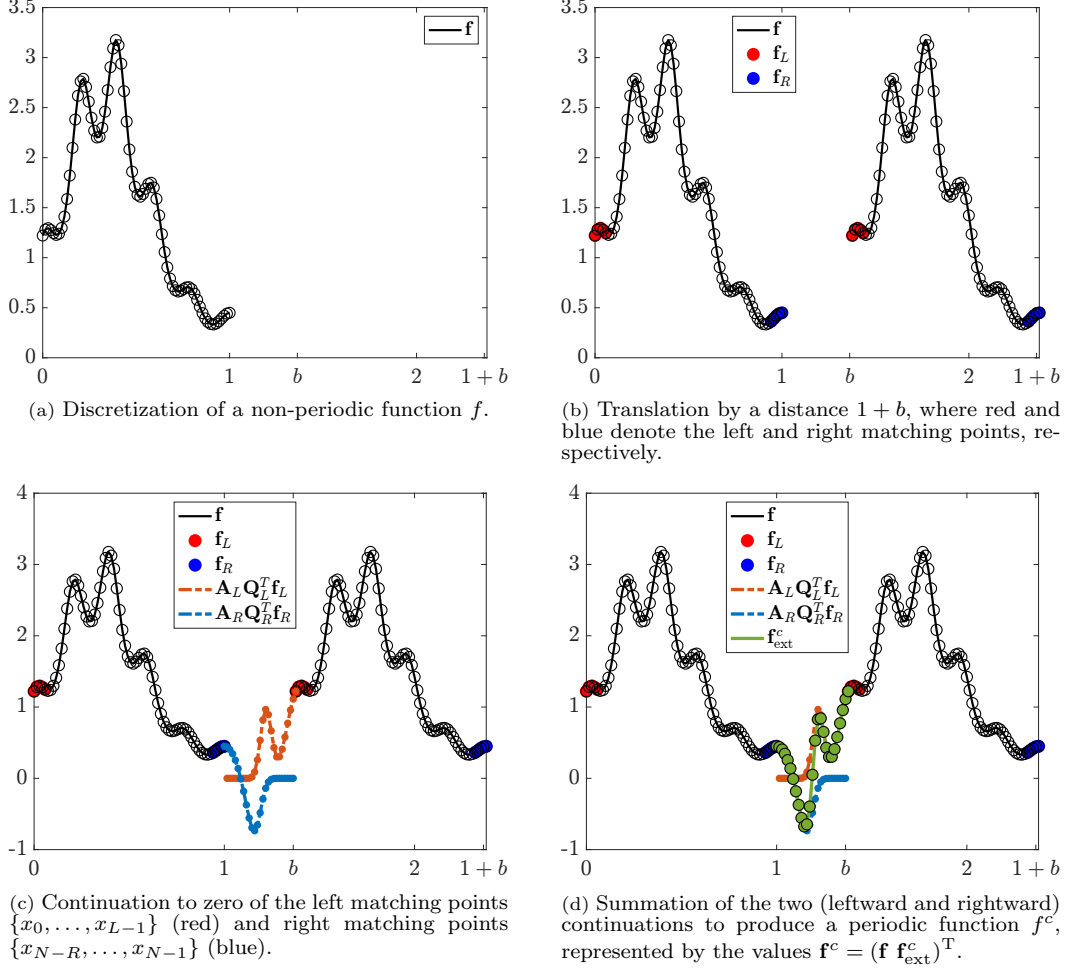 3.5
3
2.5
2
1.5
1
0.5
0
0 1 b 2 1 + b
f
(a) Discretization of a non-periodic function f.
3.5
3
2.5
2
1.5
1
0.5
0
0 1 b 2 1 + b
f
f_L
f_R
(b) Translation by a distance 1 + b, where red and
blue denote the left and right matching points, re-
spectively.
4
3
2
1
0
-1
0 1 b 2 1 + b
f
f_L
f_R
A_L Q_L^T f_L
A_R Q_R^T f_R
(c) Continuation to zero of the left matching points
{x_0, . . . , x_{L−1}} (red) and right matching points
{x_{N−R}, . . . , x_{N−1}} (blue).
4
3
2
1
0
-1
0 1 b 2 1 + b
f
f_L
f_R
A_L Q_L^T f_L
A_R Q_R^T f_R
f_ext^c
(d) Summation of the two (leftward and rightward)
continuations to produce a periodic function f^c,
represented by the values f^c = (f f_ext^c)^T.